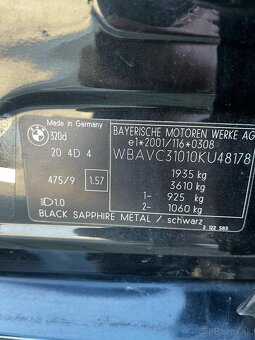 Made in Germany
BMW
320d
20 4D 4
475/9 1.57
1.0
BAYERISCHE MOTOREN WERKE AG
e1*2001/116*0308
WBAVC31010KU48178
1935 kg
3610 kg
1- 925 kg
2- 1060 kg
BLACK SAPPHIRE METAL / schwarz